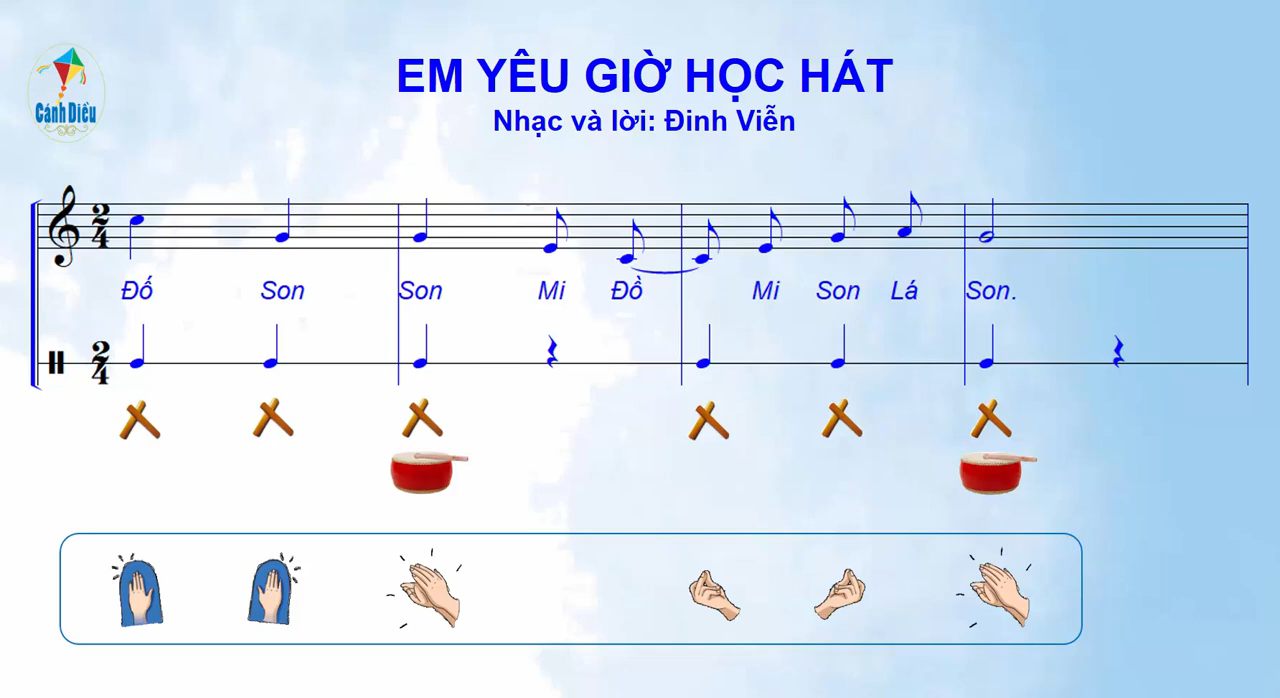 Cánh Diều
EM YÊU GIỜ HỌC HÁT
Nhạc và lời: Đinh Viễn
2
4
Đố Son Son Mi Đồ Mi Son Lá Son.
2
4